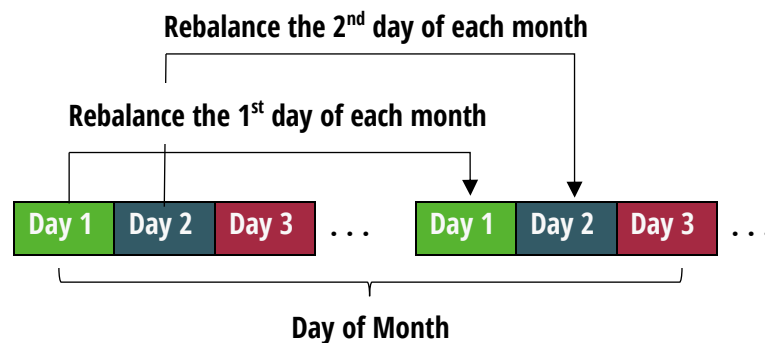 Rebalance the 2nd day of each month
Rebalance the 1st day of each month
Day 1 Day 2 Day 3 . . . Day 1 Day 2 Day 3 . . .
Day of Month